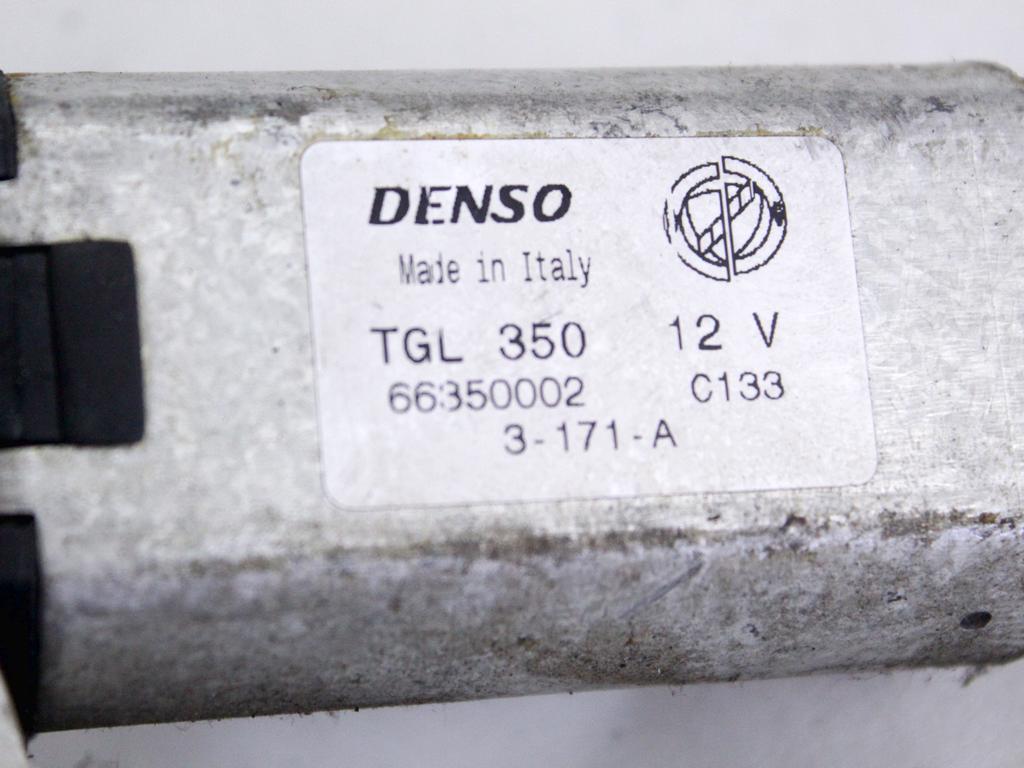 DENSO
Made in Italy
TGL 350 12 V
66350002 C133
3-171-A